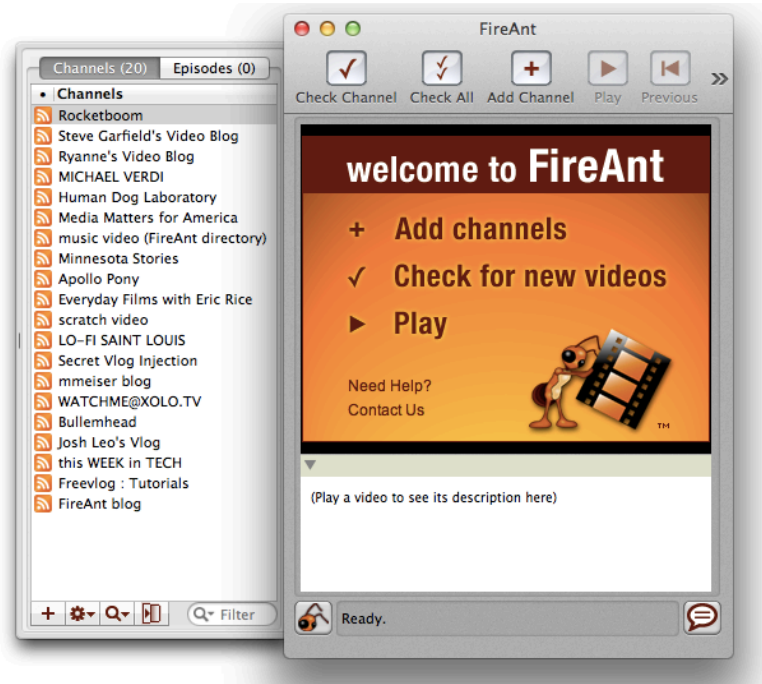 Channels (20) Episodes (0)
• Channels
Rocketboom
Steve Garfield's Video Blog
Ryanne's Video Blog
MICHAEL VERDI
Human Dog Laboratory
Media Matters for America
music video (FireAnt directory)
Minnesota Stories
Apollo Pony
Everyday Films with Eric Rice
scratch video
LO-FI SAINT LOUIS
Secret Vlog Injection
mmeiser blog
WATCHME@XOLO.TV
Bullemhead
Josh Leo's Vlog
this WEEK in TECH
Freevlog : Tutorials
FireAnt blog
Filter
FireAnt
Check Channel Check All Add Channel Play Previous
welcome to FireAnt
+ Add channels
✓ Check for new videos
▶ Play
Need Help?
Contact Us
TM
(Play a video to see its description here)
Ready.